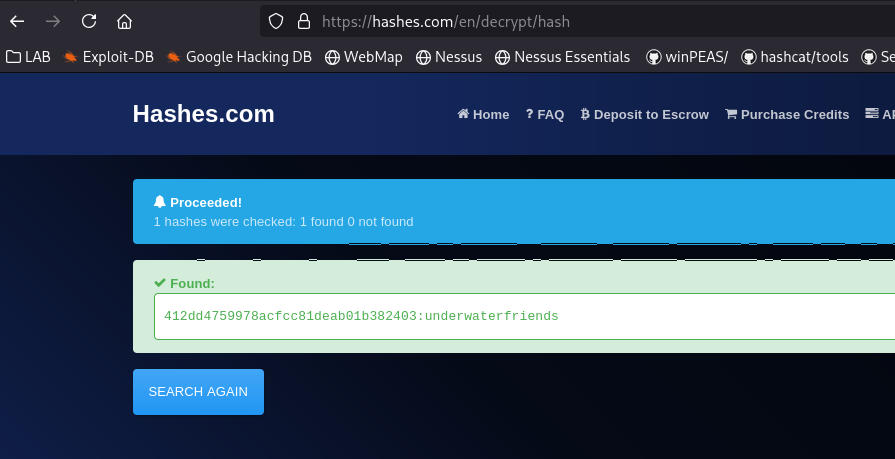 https://hashes.com/en/decrypt/hash
LAB Exploit-DB Google Hacking DB WebMap Nessus Nessus Essentials winPEAS/ hashcat/tools Se
Hashes.com Home FAQ Deposit to Escrow Purchase Credits AP
Proceeded!
1 hashes were checked: 1 found 0 not found
Found:
412dd4759978acfcc81deab01b382403:underwaterfriends
SEARCH AGAIN